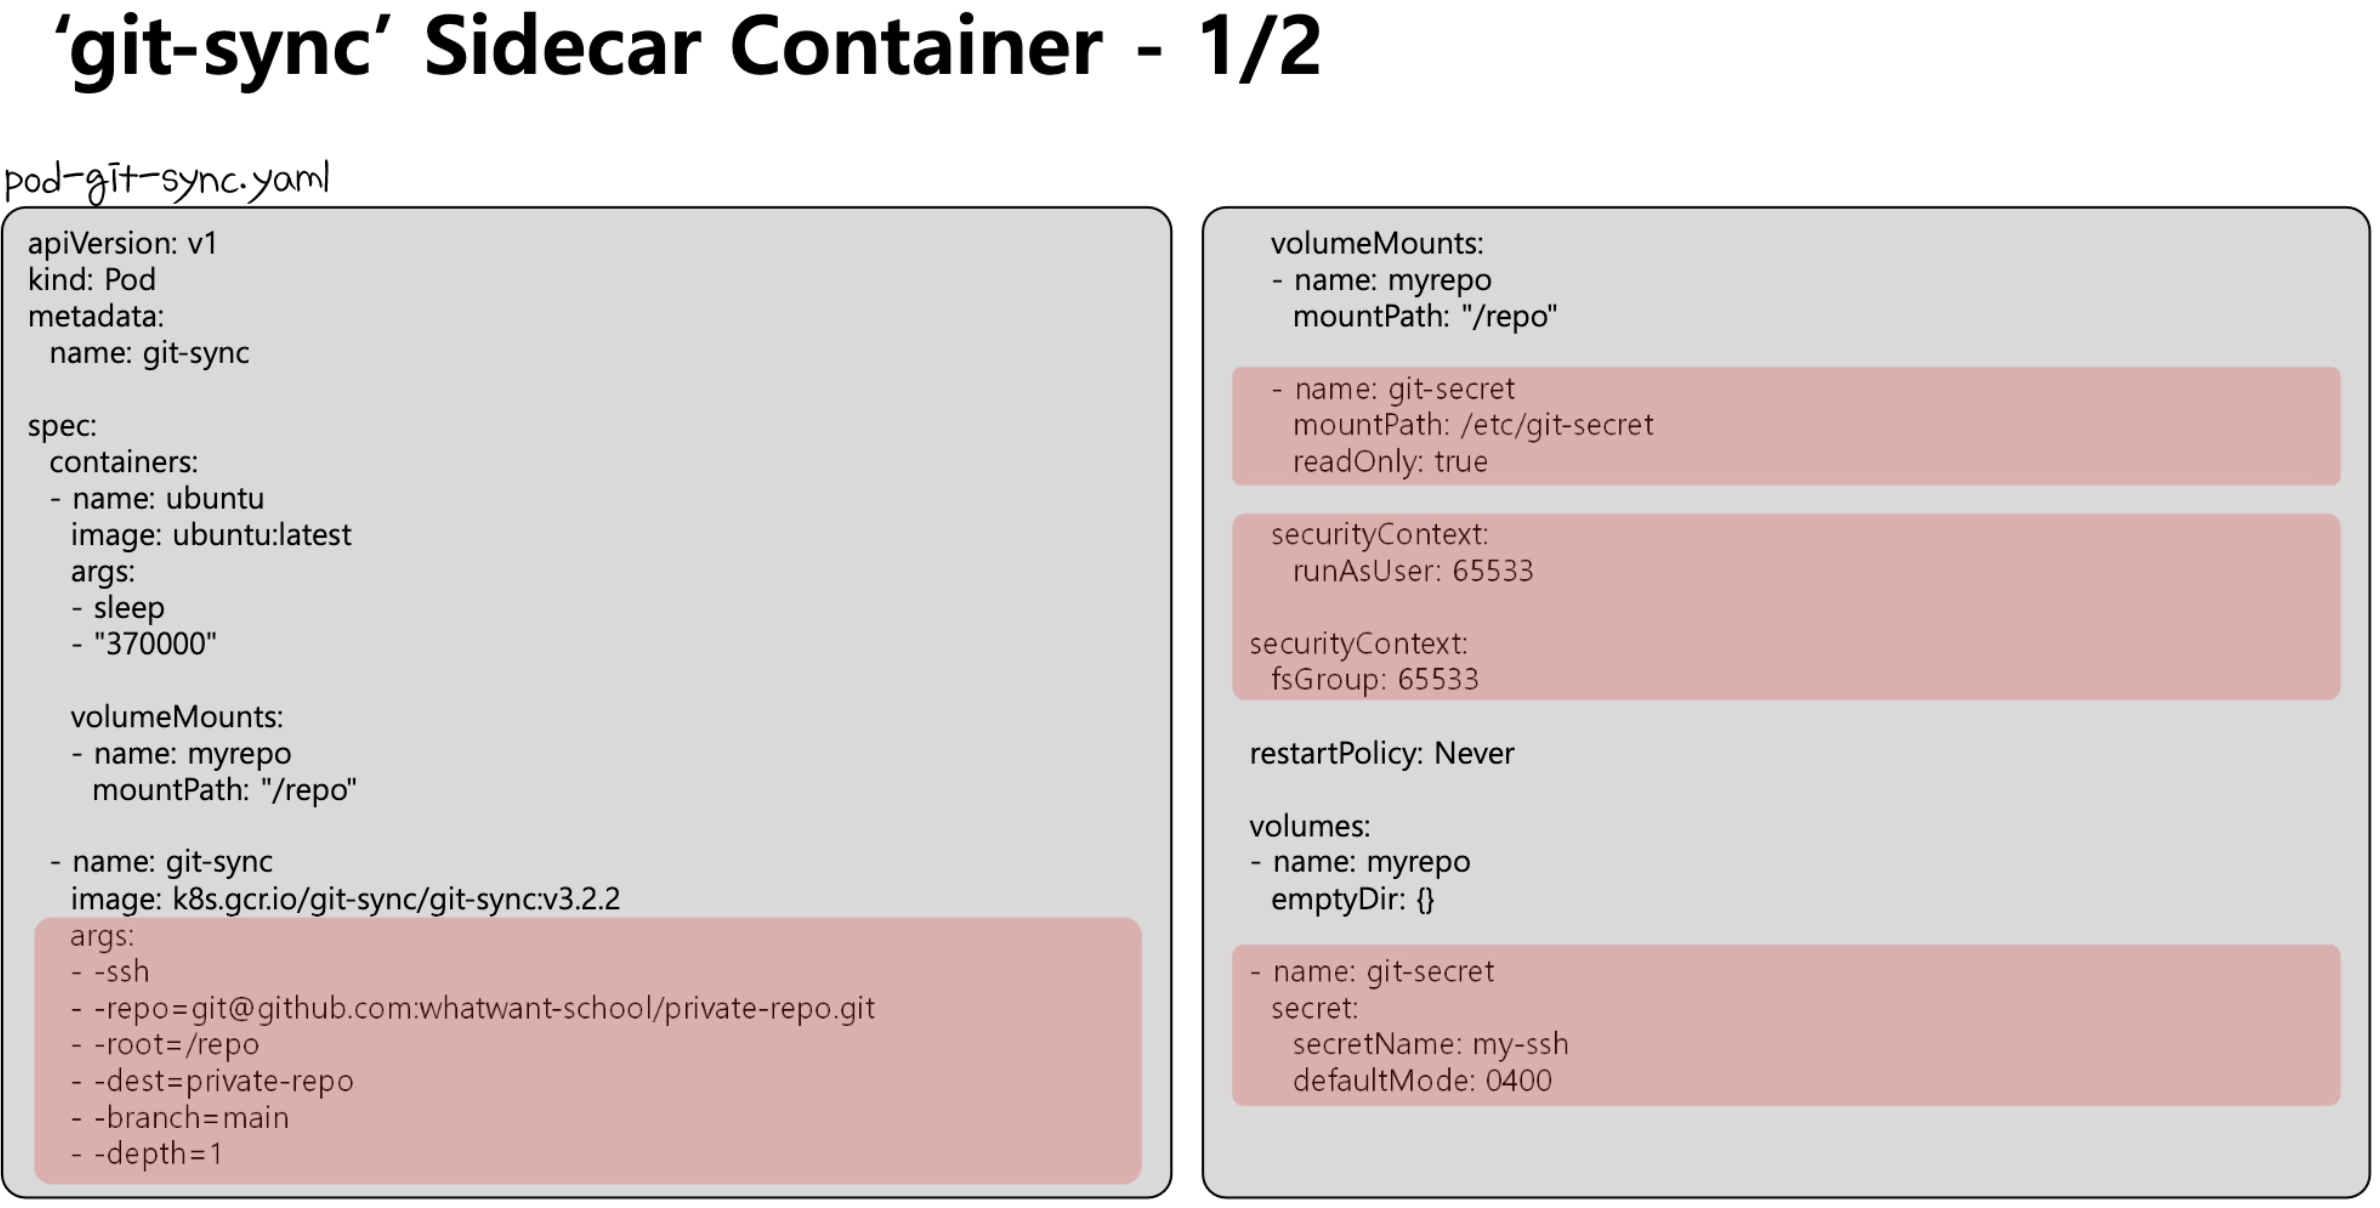 ‘git-sync’ Sidecar Container - 1/2
pod-git-sync.yaml
apiVersion: v1
kind: Pod
metadata:
  name: git-sync
spec:
  containers:
  - name: ubuntu
    image: ubuntu:latest
    args:
    - sleep
    - "370000"
    volumeMounts:
    - name: myrepo
      mountPath: "/repo"
  - name: git-sync
    image: k8s.gcr.io/git-sync/git-sync:v3.2.2
    args:
    - -ssh
    - -repo=git@github.com:whatwant-school/private-repo.git
    - -root=/repo
    - -dest=private-repo
    - -branch=main
    - -depth=1
    volumeMounts:
    - name: myrepo
      mountPath: "/repo"
    - name: git-secret
      mountPath: /etc/git-secret
      readOnly: true
    securityContext:
      runAsUser: 65533
  securityContext:
    fsGroup: 65533
  restartPolicy: Never
  volumes:
  - name: myrepo
    emptyDir: {}
  - name: git-secret
    secret:
      secretName: my-ssh
      defaultMode: 0400